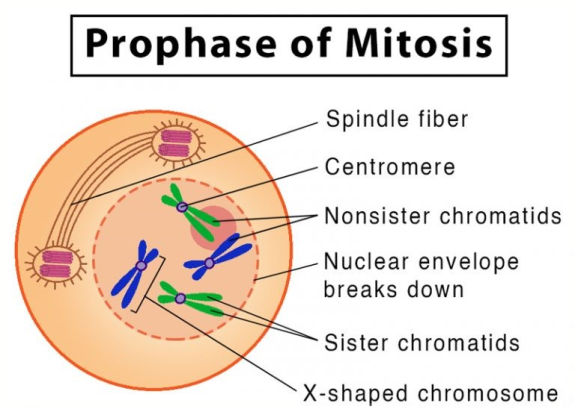 Prophase of Mitosis
Spindle fiber
Centromere
Nonsister chromatids
Nuclear envelope
breaks down
Sister chromatids
X-shaped chromosome